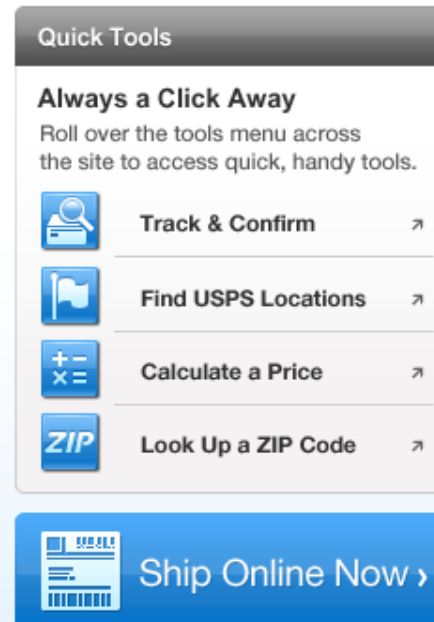 Quick Tools
Always a Click Away
Roll over the tools menu across
the site to access quick, handy tools.
Track & Confirm
Find USPS Locations
+ -
× =
Calculate a Price
ZIP
Look Up a ZIP Code
Ship Online Now ›